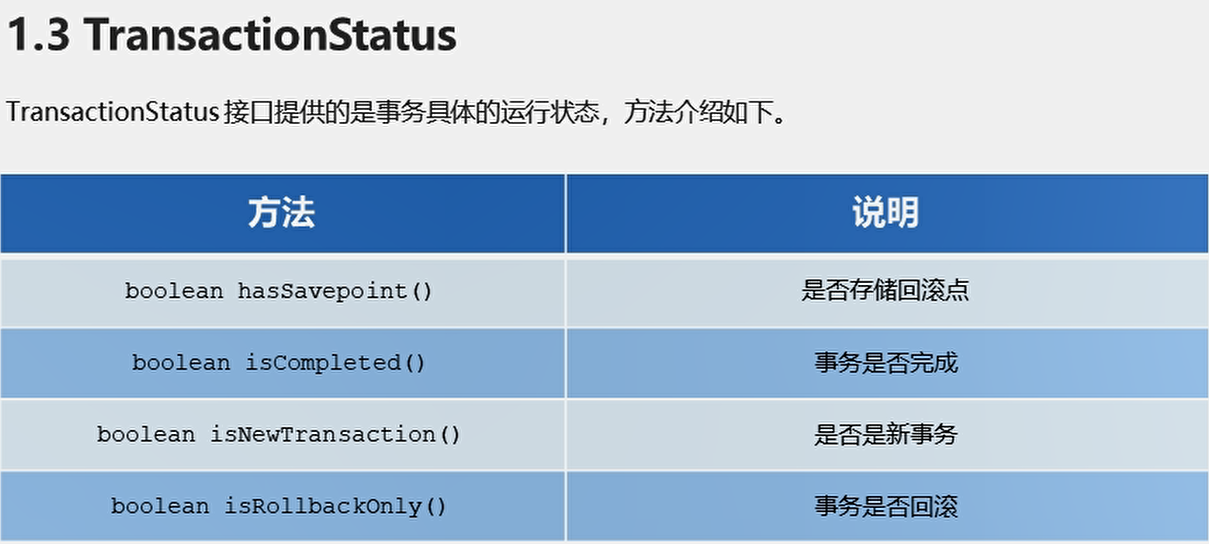 1.3 TransactionStatus
TransactionStatus 接口提供的是事务具体的运行状态，方法介绍如下。
方法 说明
boolean hasSavepoint() 是否存储回滚点
boolean isCompleted() 事务是否完成
boolean isNewTransaction() 是否是新事务
boolean isRollbackOnly() 事务是否回滚